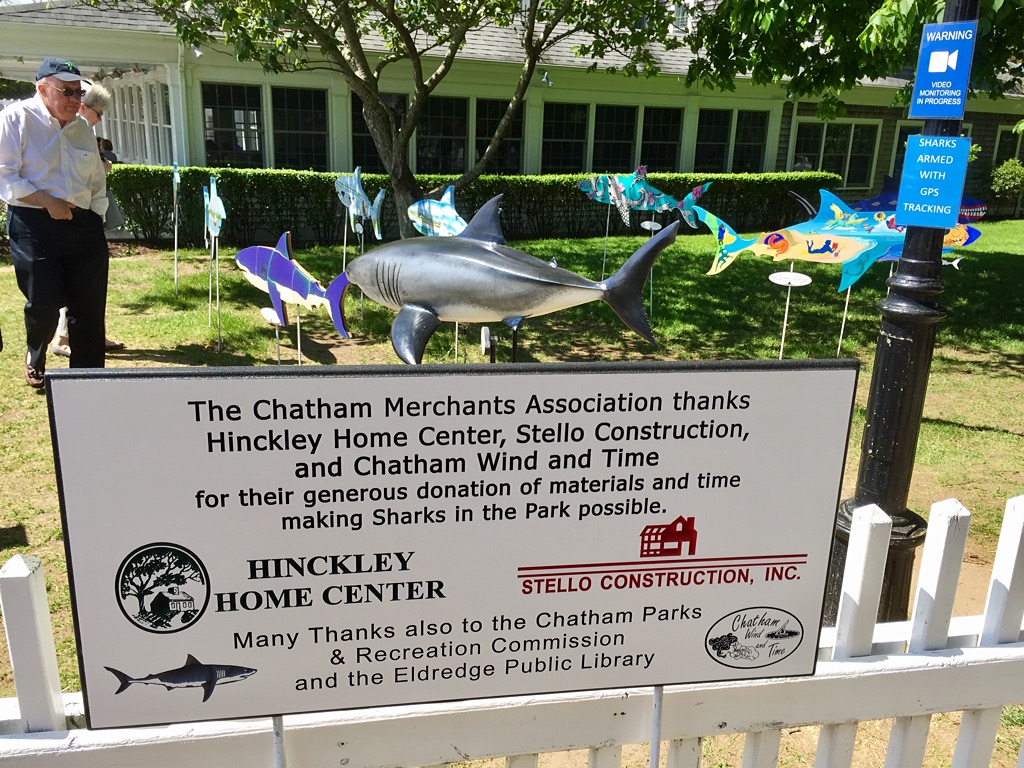 WARNING
VIDEO
MONITORING
IN PROGRESS
SHARKS
ARMED
WITH
GPS
TRACKING
The Chatham Merchants Association thanks
Hinckley Home Center, Stello Construction,
and Chatham Wind and Time
for their generous donation of materials and time
making Sharks in the Park possible.
HINCKLEY
HOME CENTER
STELLO CONSTRUCTION, INC.
Many Thanks also to the Chatham Parks
& Recreation Commission
and the Eldredge Public Library
Chatham
Wind
and Time